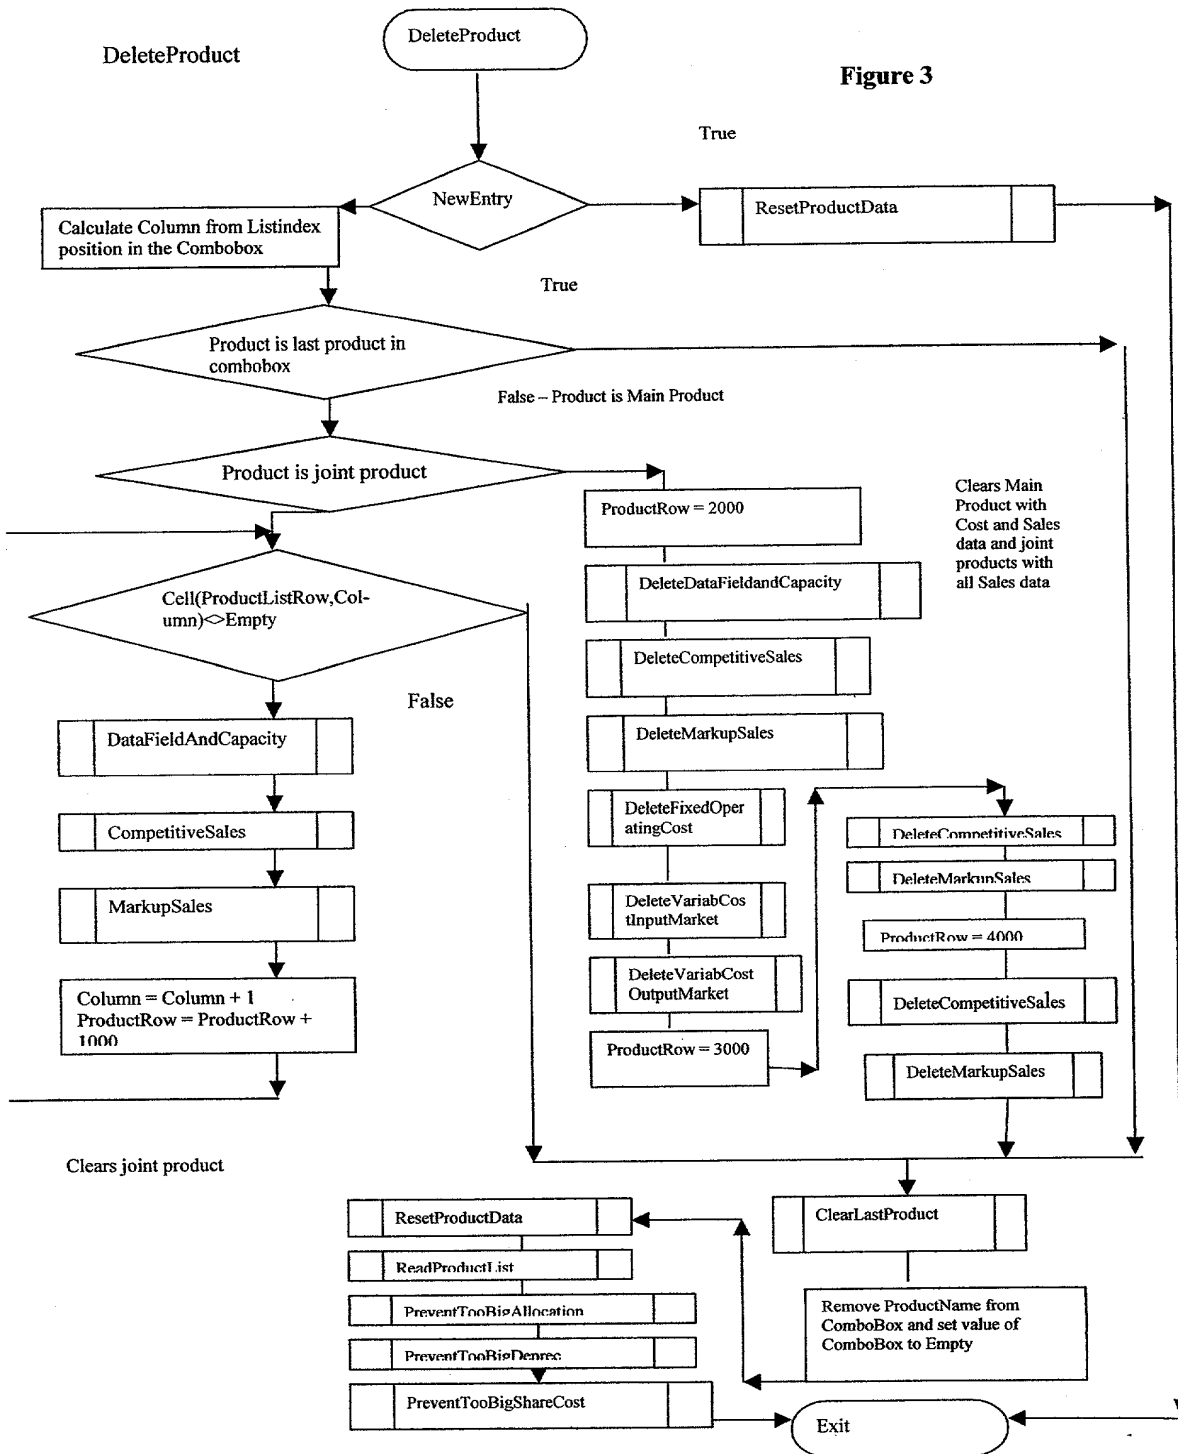 DeleteProduct
DeleteProduct
Figure 3
True
NewEntry
ResetProductData
Calculate Column from Listindex
position in the Combobox
True
Product is last product in
combobox
False – Product is Main Product
Product is joint product
ProductRow = 2000
Clears Main
Product with
Cost and Sales
data and joint
products with
all Sales data
DeleteDataFieldandCapacity
Cell(ProductListRow,Col-
umn)<>Empty
DeleteCompetitiveSales
False
DeleteMarkupSales
DataFieldAndCapacity
DeleteFixedOper
atingCost
CompetitiveSales
DeleteCompetitiveSales
DeleteMarkupSales
MarkupSales
DeleteVariabCos
tInputMarket
ProductRow = 4000
DeleteVariabCost
OutputMarket
Column = Column + 1
ProductRow = ProductRow +
1000
DeleteCompetitiveSales
ProductRow = 3000
DeleteMarkupSales
Clears joint product
ResetProductData
ClearLastProduct
ReadProductList
PreventTooBigAllocation
Remove ProductName from
ComboBox and set value of
ComboBox to Empty
PreventTooBigDeprec
PreventTooBigShareCost
Exit